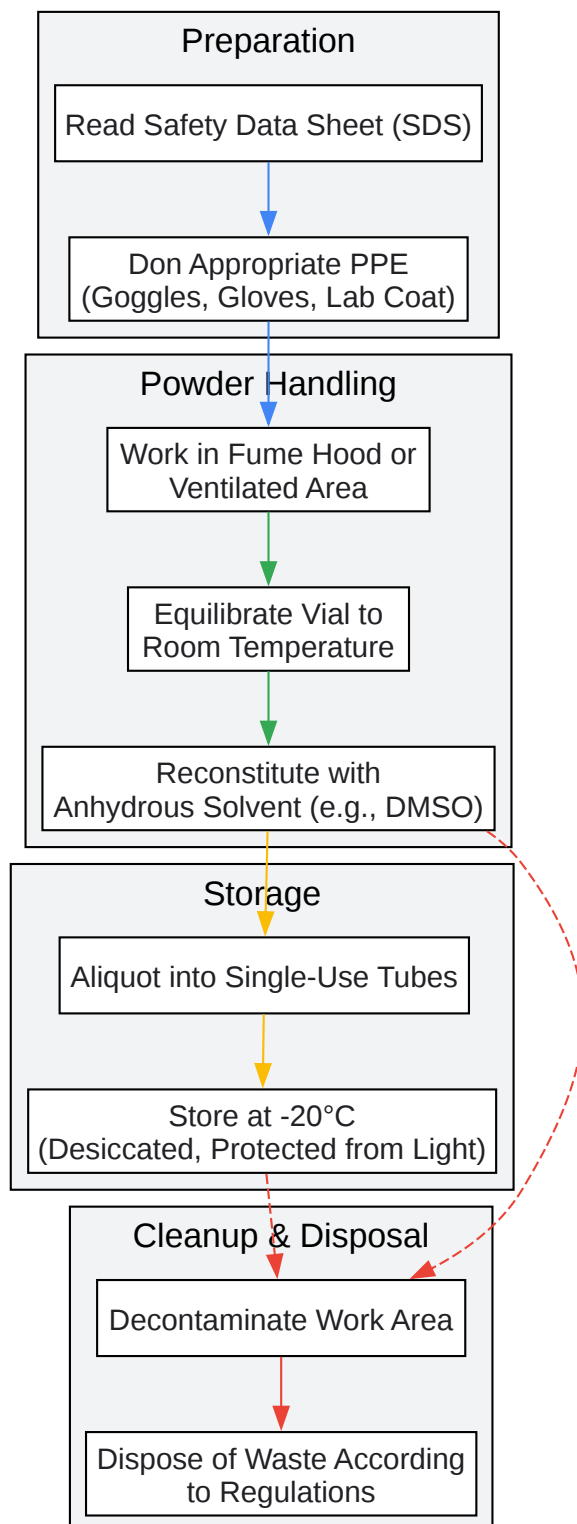 Preparation
Read Safety Data Sheet (SDS)
Don Appropriate PPE
(Goggles, Gloves, Lab Coat)
Powder Handling
Work in Fume Hood or
Ventilated Area
Equilibrate Vial to
Room Temperature
Reconstitute with
Anhydrous Solvent (e.g., DMSO)
Storage
Aliquot into Single-Use Tubes
Store at -20°C
(Desiccated, Protected from Light)
Cleanup & Disposal
Decontaminate Work Area
Dispose of Waste According
to Regulations